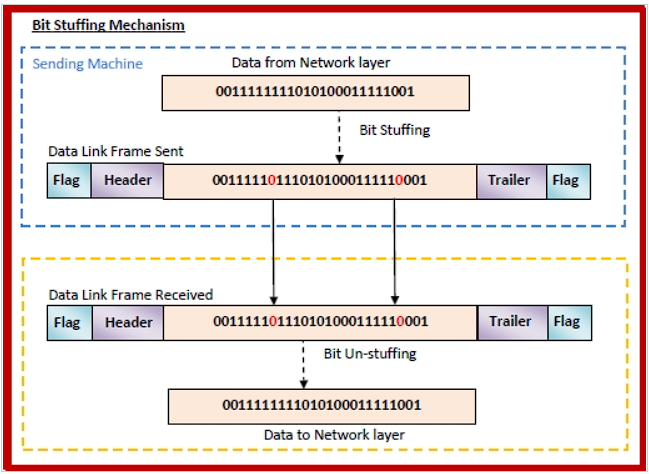 Bit Stuffing Mechanism
Sending Machine
Data from Network layer
0011111111010100011111001
Bit Stuffing
Data Link Frame Sent
Flag Header 001111101110101000111110001 Trailer Flag
Data Link Frame Received
Flag Header 001111101110101000111110001 Trailer Flag
Bit Un-stuffing
0011111111010100011111001
Data to Network layer